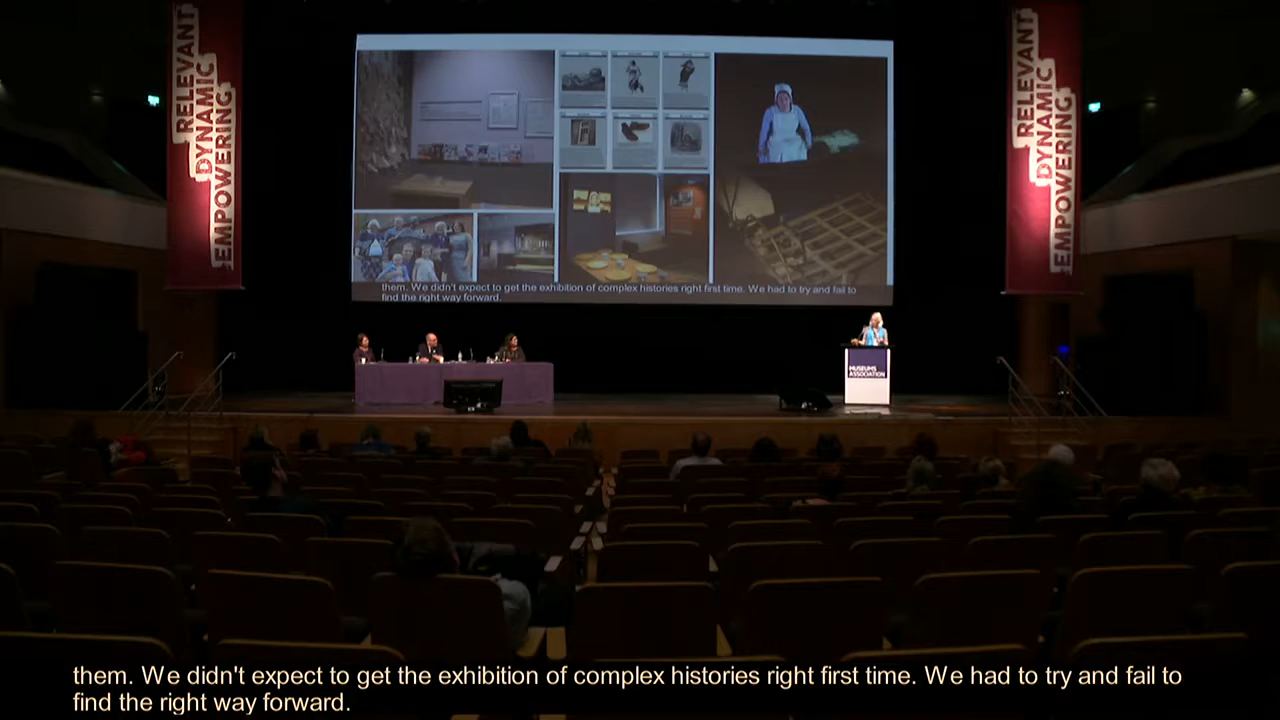 RELEVANT
DYNAMIC
EMPOWERING
RELEVANT
DYNAMIC
EMPOWERING
them. We didn't expect to get the exhibition of complex histories right first time. We had to try and fail to
find the right way forward.
MUSEUMS
ASSOCIATION
them. We didn't expect to get the exhibition of complex histories right first time. We had to try and fail to
find the right way forward.